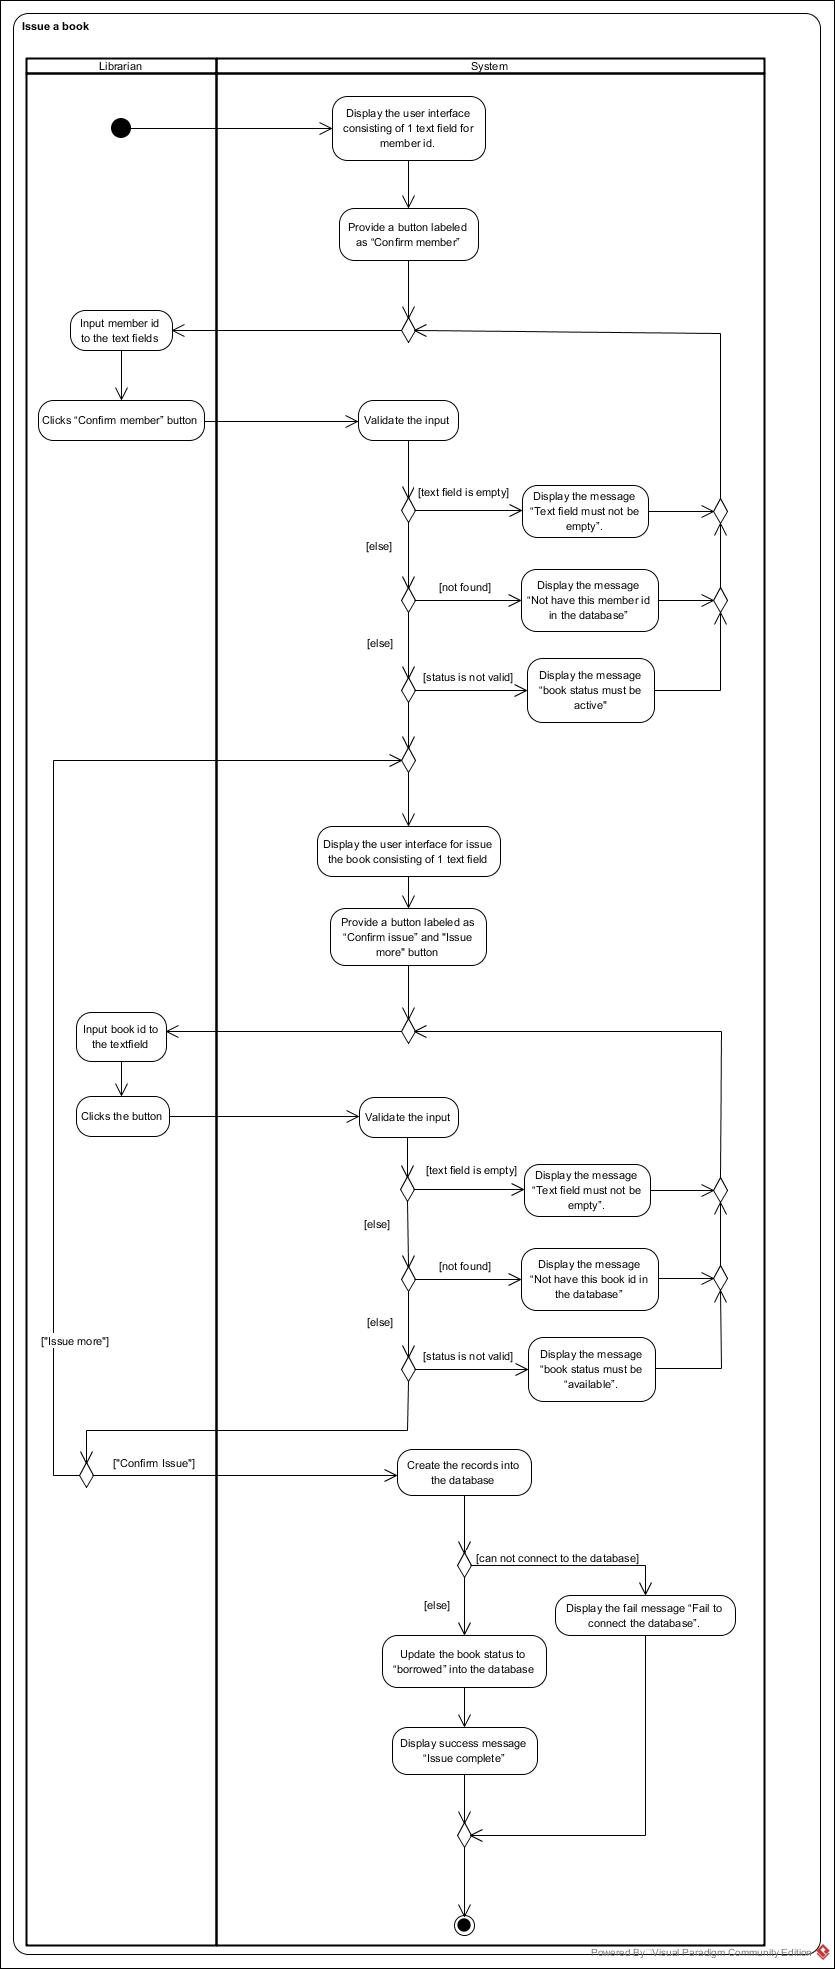 Issue a book
Librarian
System
Display the user interface
consisting of 1 text field for
member id.
Provide a button labeled
as “Confirm member”
Input member id
to the text fields
Clicks “Confirm member” button
Validate the input
[text field is empty]
Display the message
“Text field must not be
empty”.
[else]
[not found]
Display the message
“Not have this member id
in the database”
[else]
[status is not valid]
Display the message
“book status must be
active"
Display the user interface for issue
the book consisting of 1 text field
Provide a button labeled as
“Confirm issue” and "Issue
more" button
Input book id to
the textfield
Clicks the button
Validate the input
[text field is empty]
Display the message
“Text field must not be
empty”.
[else]
[not found]
Display the message
“Not have this book id in
the database”
[else]
["Issue more"]
[status is not valid]
Display the message
“book status must be
“available”.
["Confirm Issue"]
Create the records into
the database
[can not connect to the database]
[else]
Display the fail message “Fail to
connect the database”.
Update the book status to
“borrowed” into the database
Display success message
“Issue complete”
Powered By Visual Paradigm Community Edition